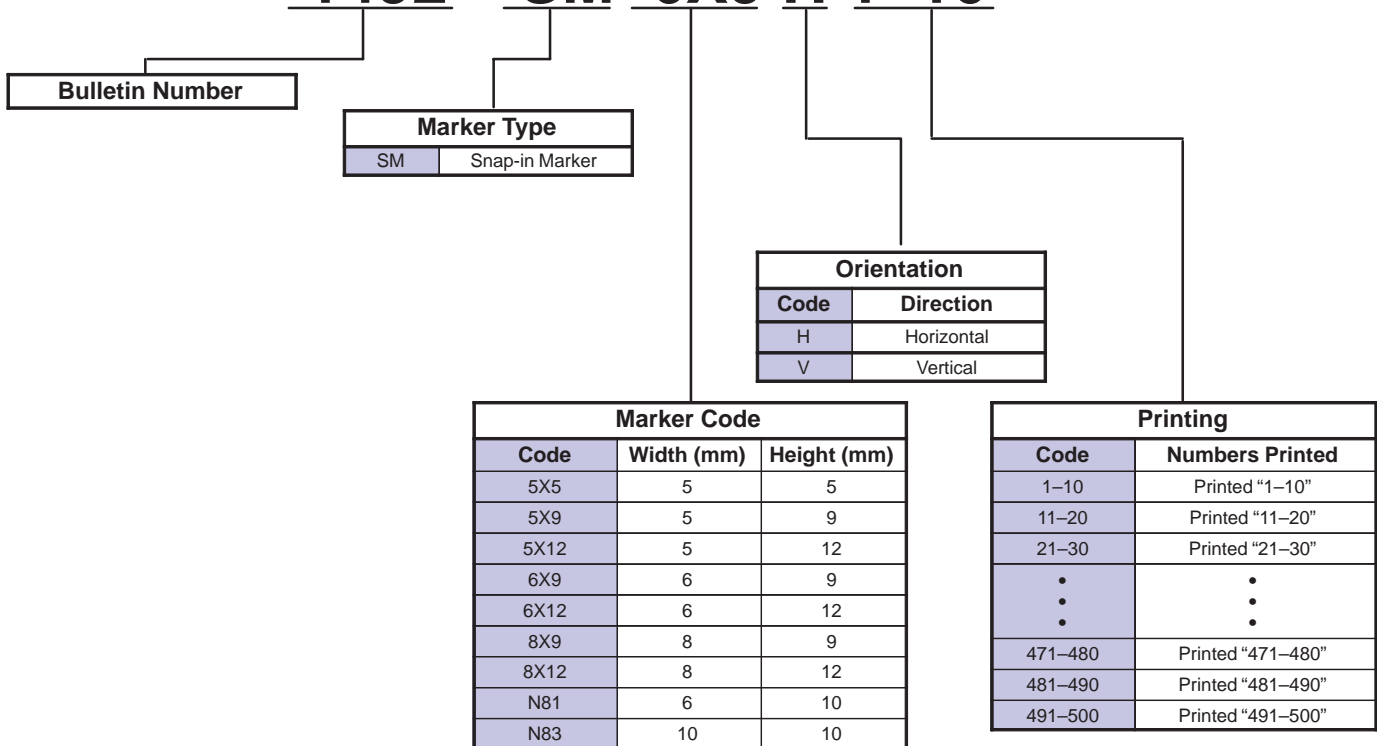 Bulletin Number
Marker Type
SM Snap-in Marker
Orientation
Code Direction
H Horizontal
V Vertical
Marker Code
Code Width (mm) Height (mm)
5X5 5 5
5X9 5 9
5X12 5 12
6X9 6 9
6X12 6 12
8X9 8 9
8X12 8 12
N81 6 10
N83 10 10
Printing
Code Numbers Printed
1–10 Printed “1–10”
11–20 Printed “11–20”
21–30 Printed “21–30”
• •
• •
• •
471–480 Printed “471–480”
481–490 Printed “481–490”
491–500 Printed “491–500”